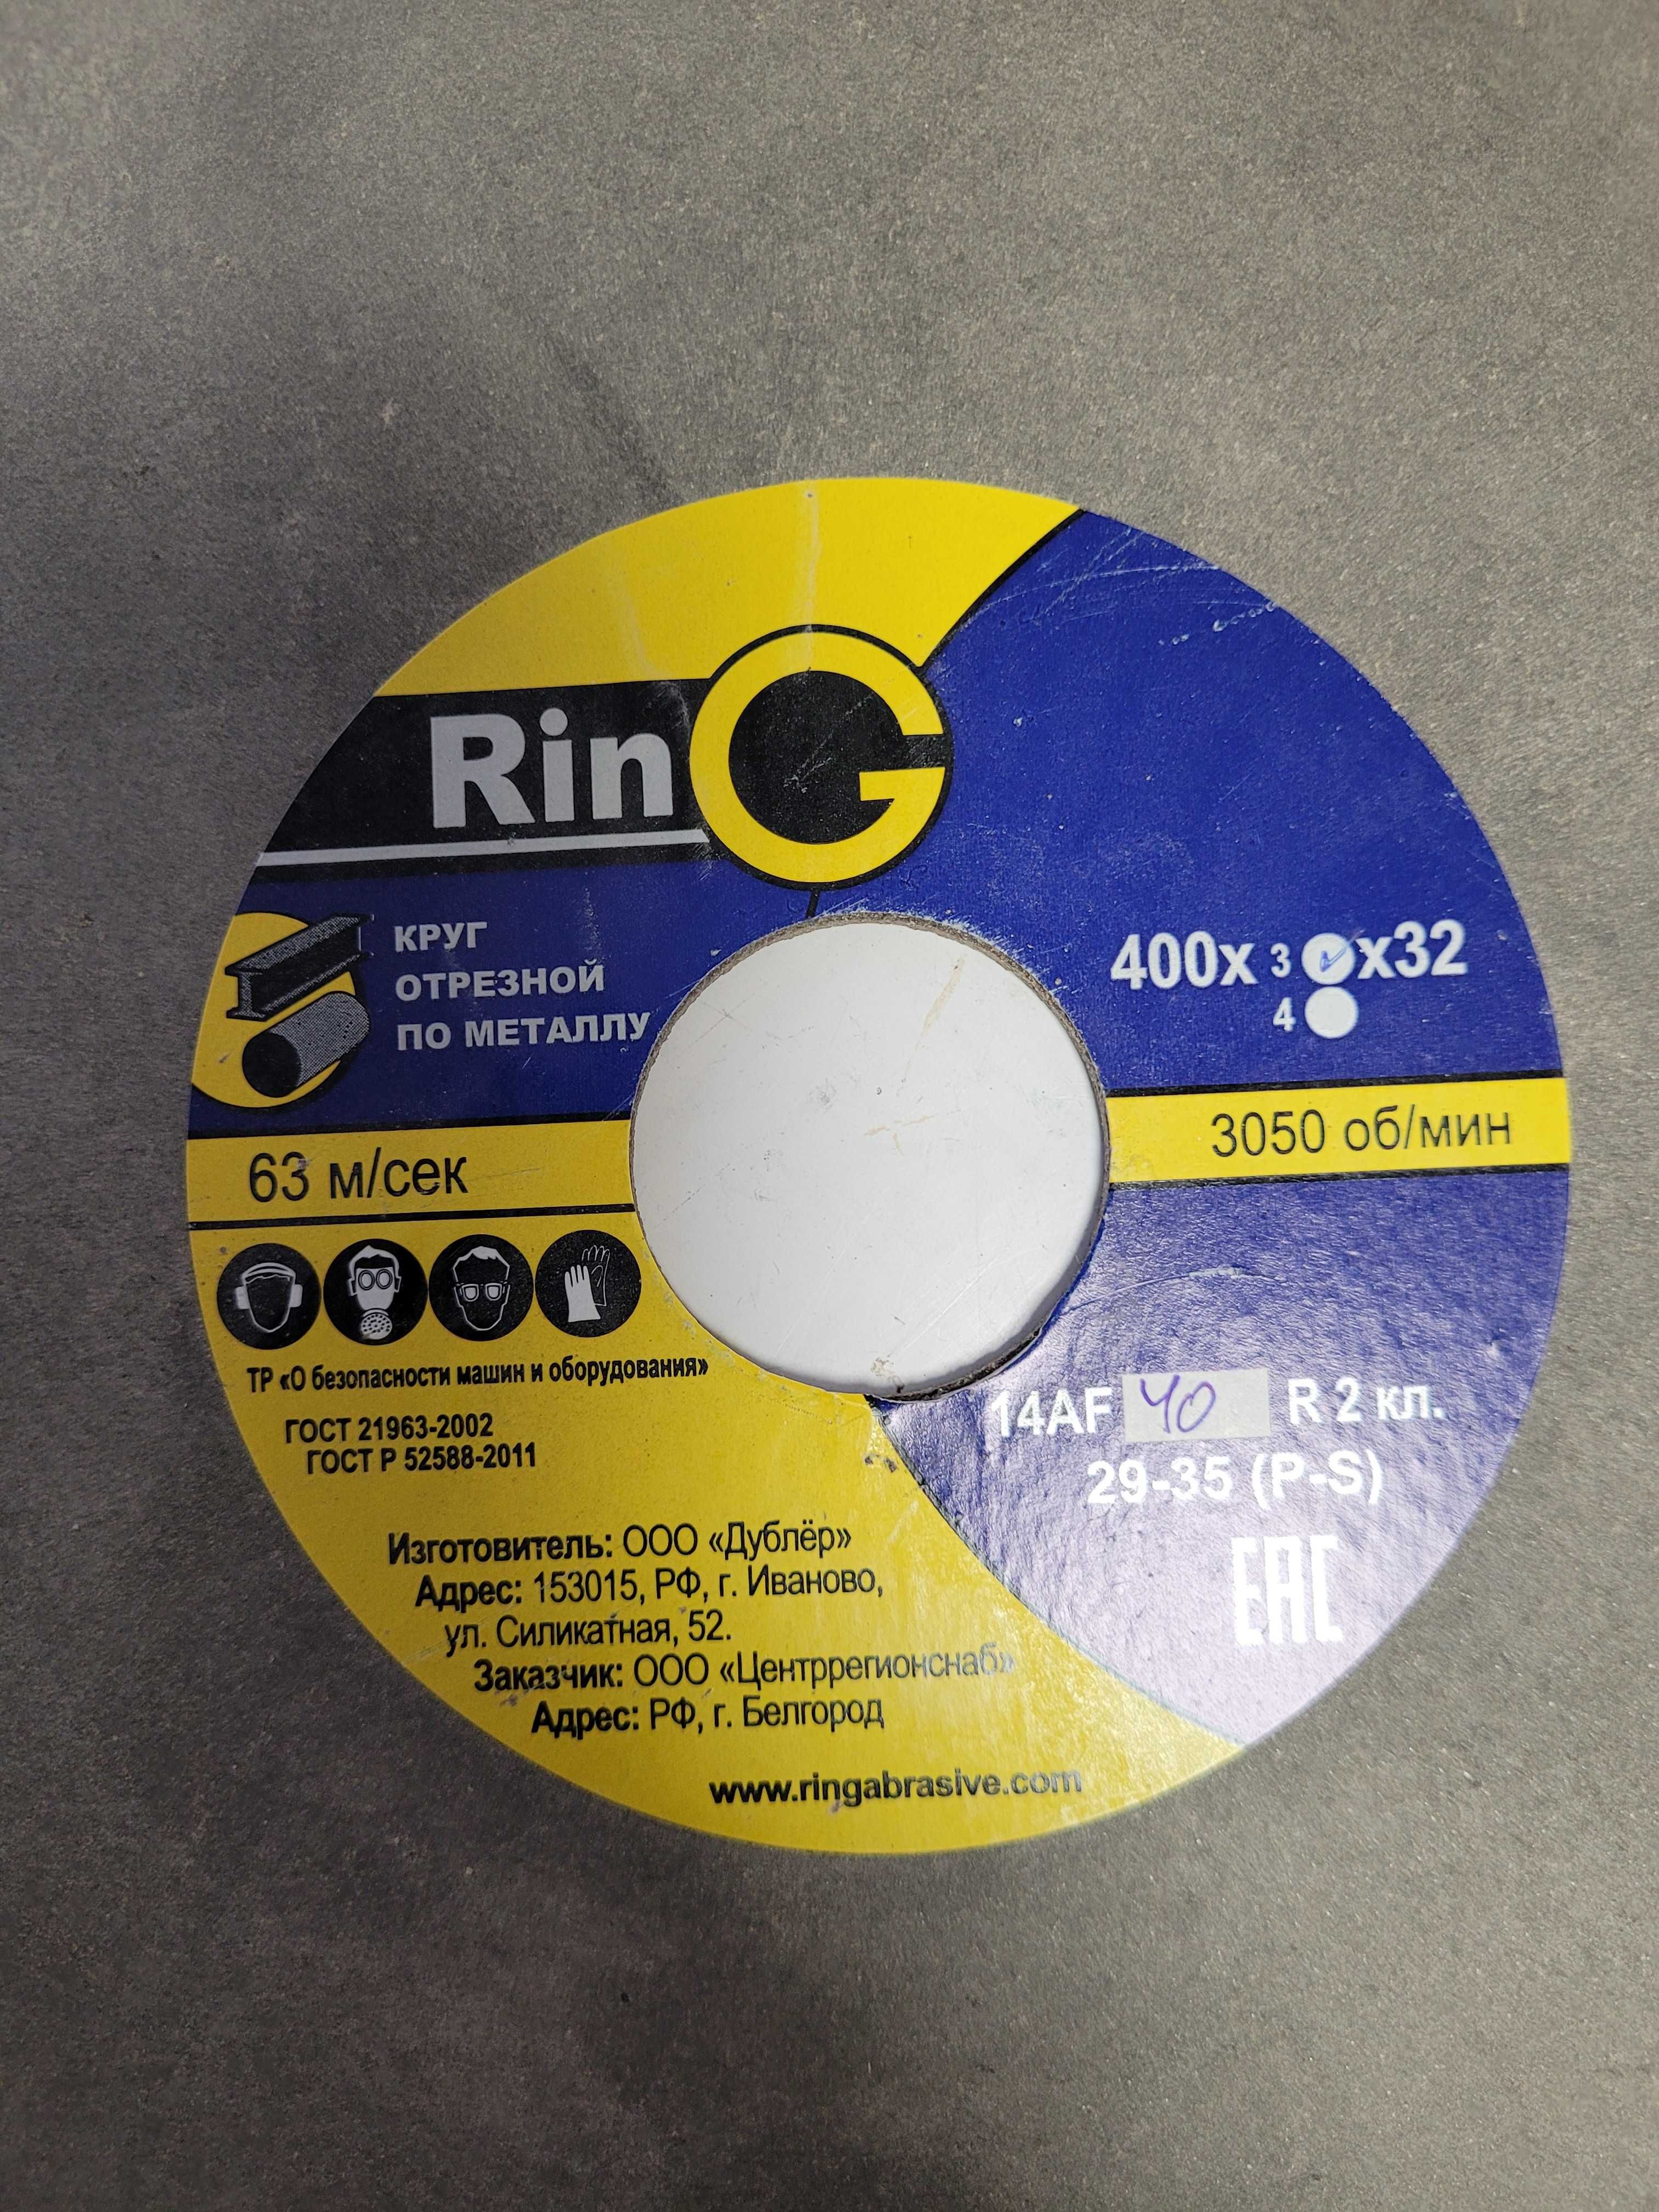 RinG
КРУГ
ОТРЕЗНОЙ
ПО МЕТАЛЛУ
400х 3 ✓ х32
4
63 м/сек
3050 об/мин
ТР «О безопасности машин и оборудования»
ГОСТ 21963-2002
ГОСТ Р 52588-2011
14AF 40 R 2 кл.
29-35 (P-S)
EAC
Изготовитель: ООО «Дублёр»
Адрес: 153015, РФ, г. Иваново,
ул. Силикатная, 52.
Заказчик: ООО «Центррегионснаб»
Адрес: РФ, г. Белгород
www.ringabrasive.com